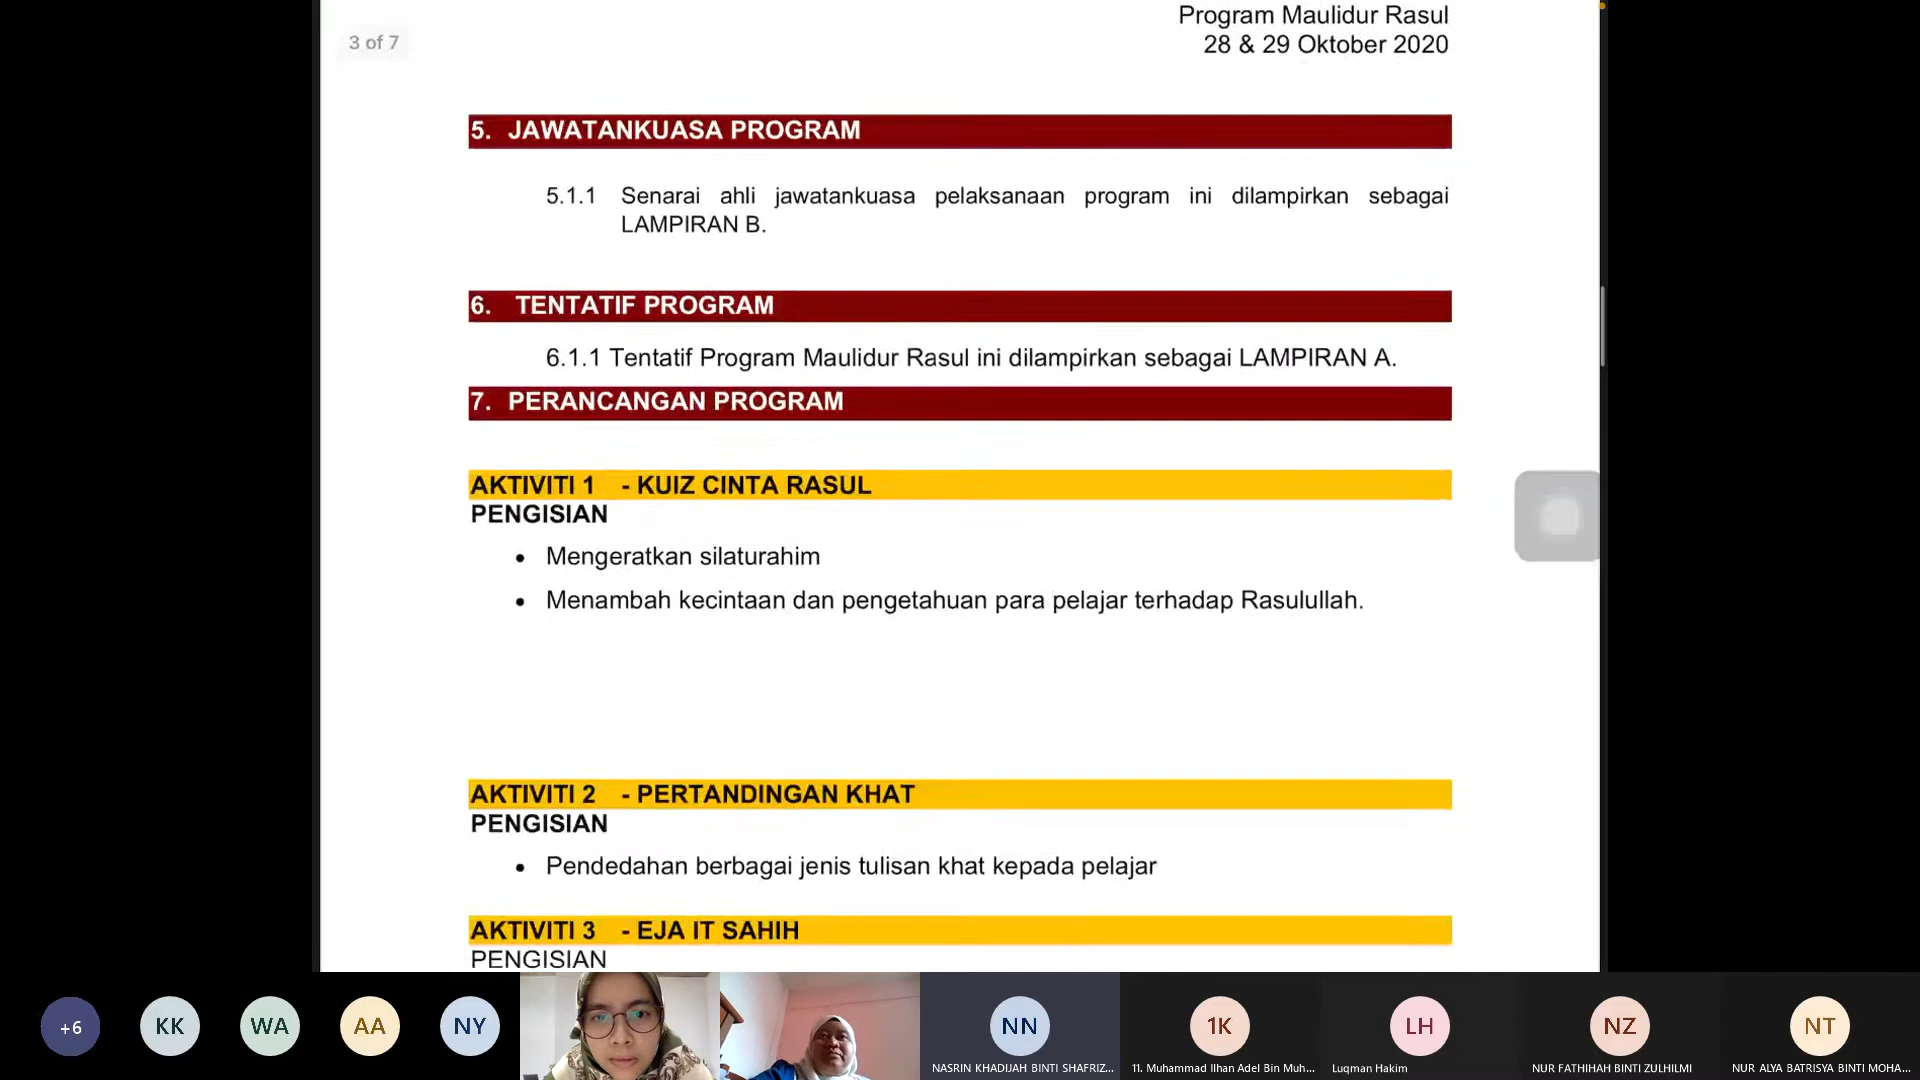 Program Maulidur Rasul
3 of 7
28 & 29 Oktober 2020
5. JAWATANKUASA PROGRAM
5.1.1 Senarai ahli jawatankuasa pelaksanaan program ini dilampirkan sebagai
LAMPIRAN B.
6. TENTATIF PROGRAM
6.1.1 Tentatif Program Maulidur Rasul ini dilampirkan sebagai LAMPIRAN A.
7. PERANCANGAN PROGRAM
AKTIVITI 1 - KUIZ CINTA RASUL
PENGISIAN
• Mengeratkan silaturahim
• Menambah kecintaan dan pengetahuan para pelajar terhadap Rasulullah.
AKTIVITI 2 - PERTANDINGAN KHAT
PENGISIAN
• Pendedahan berbagai jenis tulisan khat kepada pelajar
AKTIVITI 3 - EJA IT SAHIH
PENGISIAN
+6 KK WA AA NY NN 1K LH NZ NT
NASRIN KHADIJAH BINTI SHAFRIZ... 11. Muhammad Ilhan Adel Bin Muh... Luqman Hakim NUR FATHIHAH BINTI ZULHILMI NUR ALYA BATRISYA BINTI MOHA...